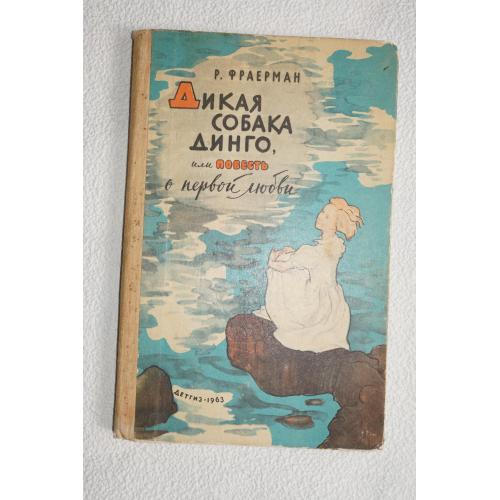 Р. ФРАЕРМАН
ДИКАЯ
СОБАКА
ДИНГО,
или ПОВЕСТЬ
о первой любви
ДЕТГИЗ-1963